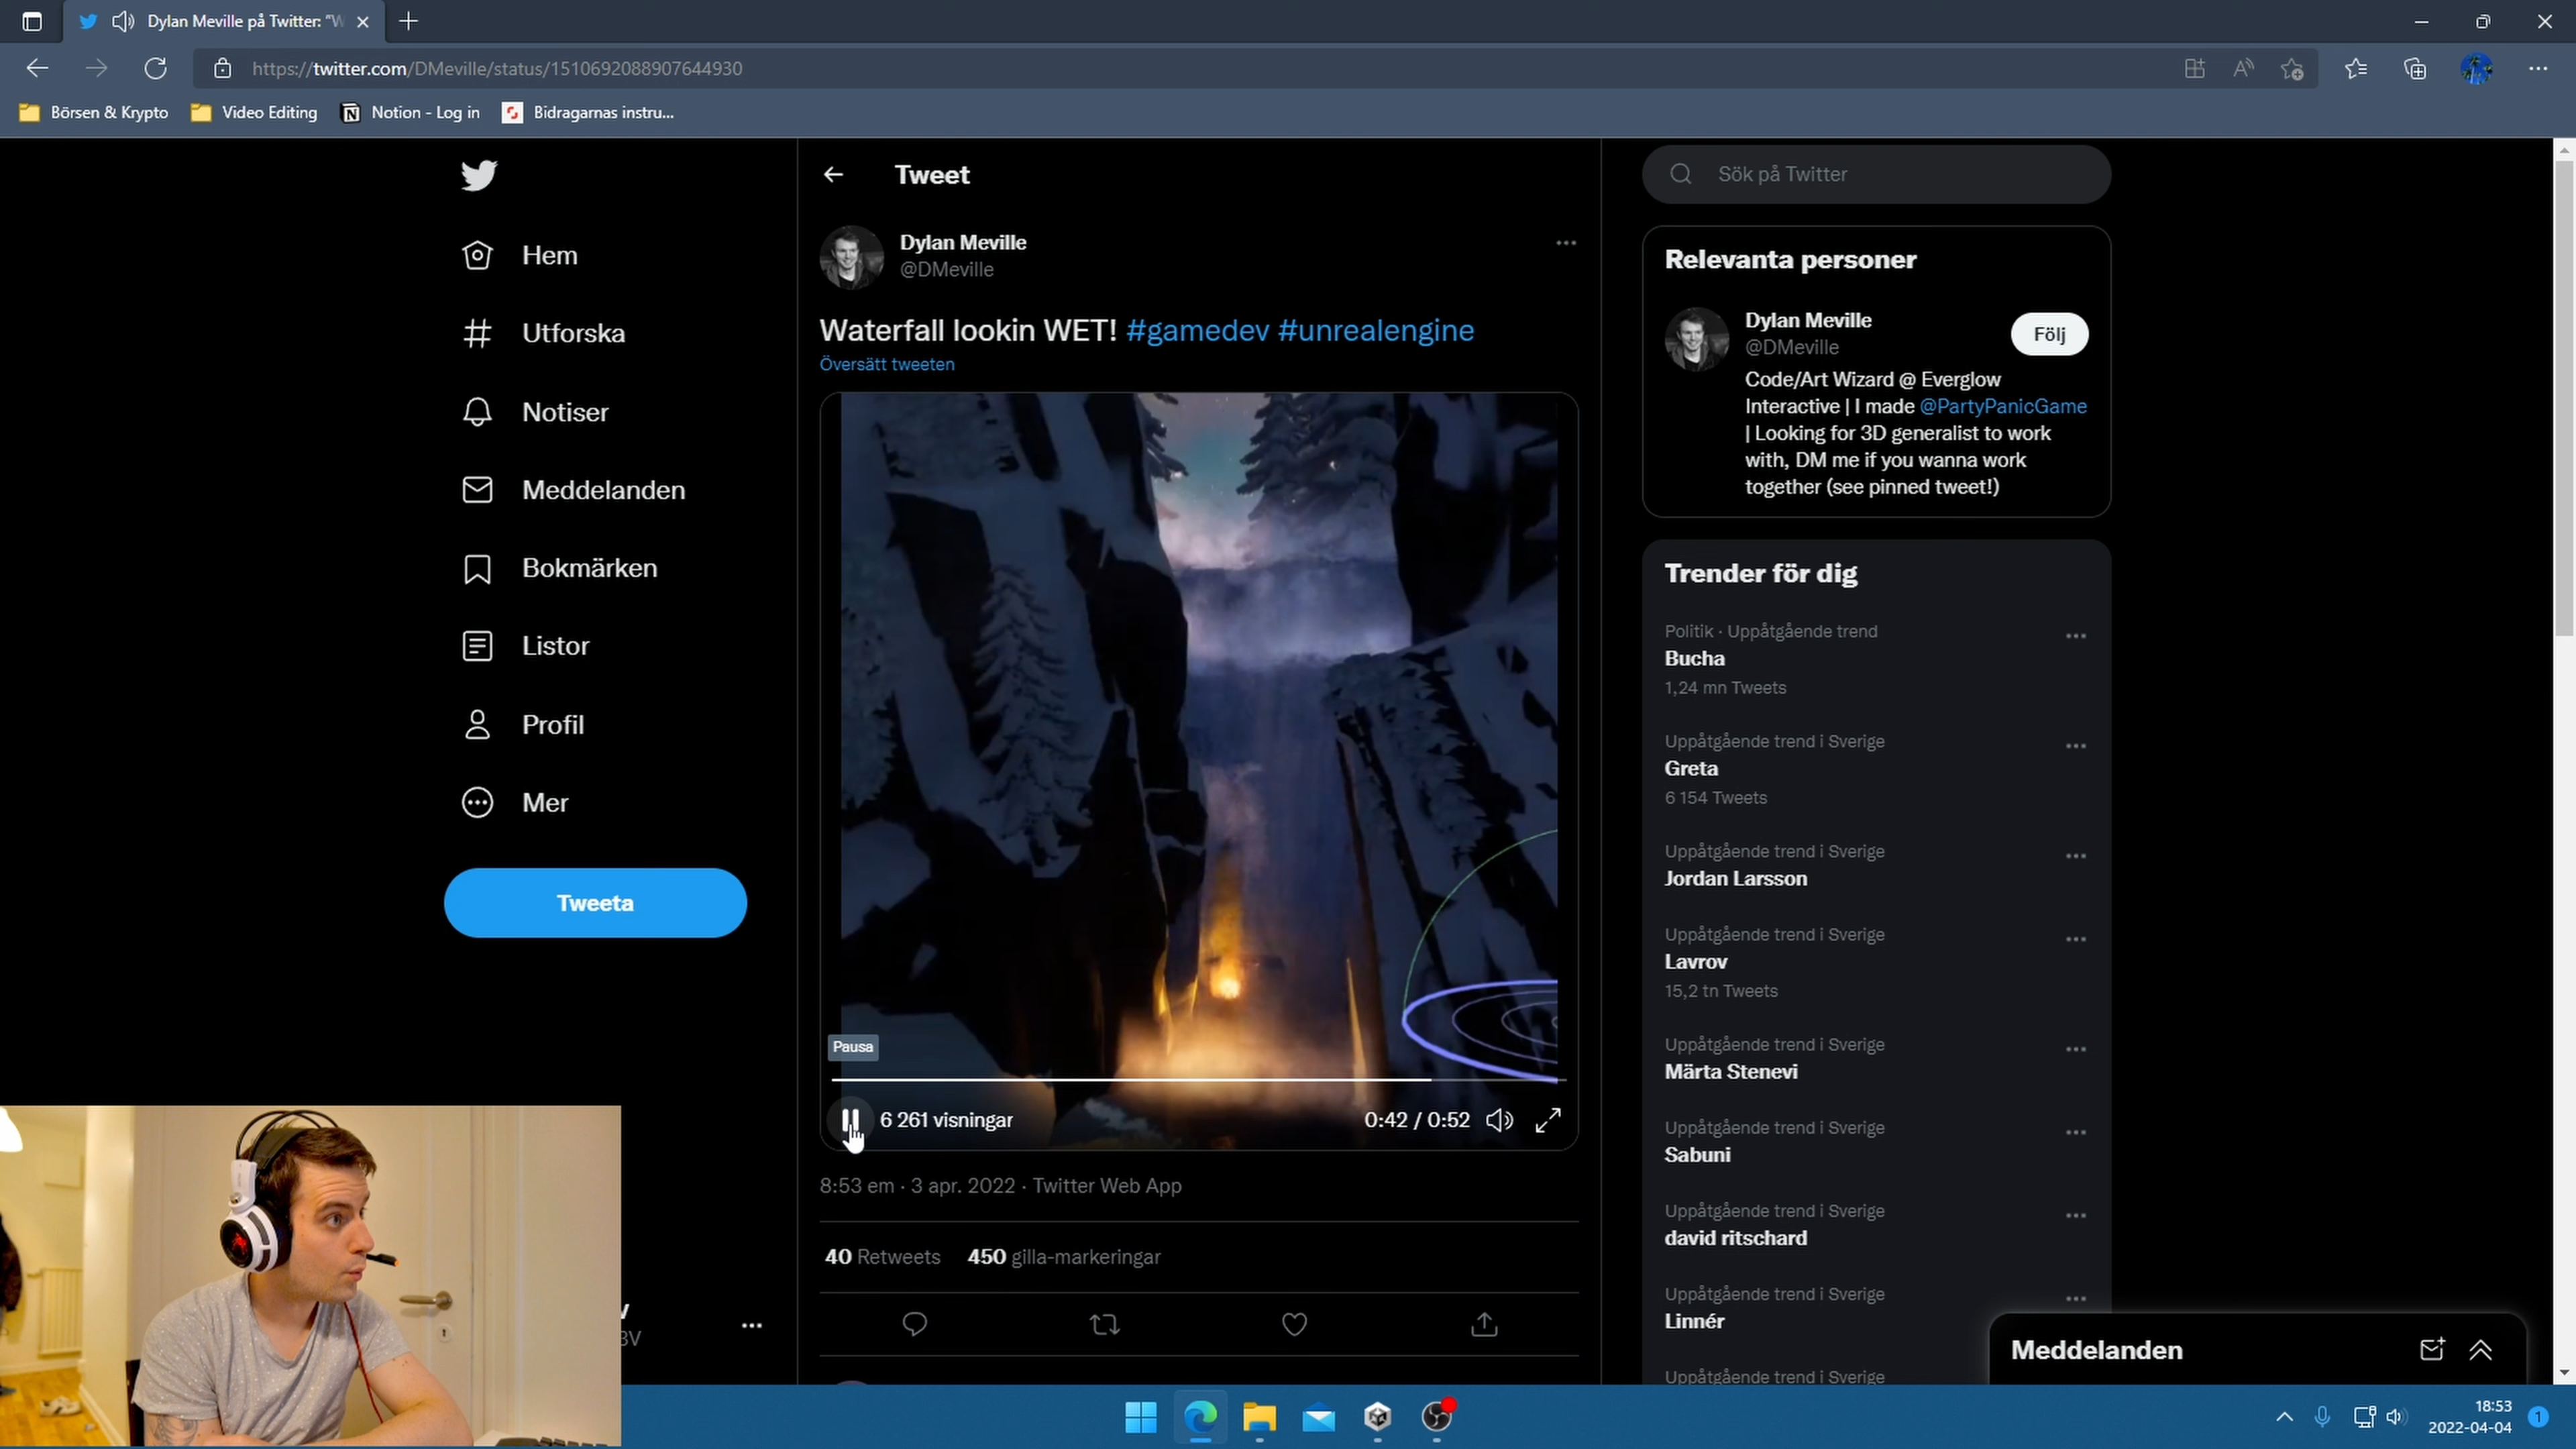 Dylan Meville på Twitter: "W
https://twitter.com/DMeville/status/1510692088907644930
Börsen & Krypto
Video Editing
Notion - Log in
Bidragarnas instru...
Hem
Utforska
Notiser
Meddelanden
Bokmärken
Listor
Profil
Mer
Tweeta
Tweet
Dylan Meville
@DMeville
Waterfall lookin WET! #gamedev #unrealengine
Översätt tweeten
Pausa
6 261 visningar
0:42 / 0:52
8:53 em · 3 apr. 2022 · Twitter Web App
40 Retweets 450 gilla-markeringar
Sök på Twitter
Relevanta personer
Dylan Meville
@DMeville
Följ
Code/Art Wizard @ Everglow
Interactive | I made @PartyPanicGame
| Looking for 3D generalist to work
with, DM me if you wanna work
together (see pinned tweet!)
Trender för dig
Politik · Uppåtgående trend
Bucha
1,24 mn Tweets
Uppåtgående trend i Sverige
Greta
6 154 Tweets
Uppåtgående trend i Sverige
Jordan Larsson
Uppåtgående trend i Sverige
Lavrov
15,2 tn Tweets
Uppåtgående trend i Sverige
Märta Stenevi
Uppåtgående trend i Sverige
Sabuni
Uppåtgående trend i Sverige
david ritschard
Uppåtgående trend i Sverige
Linnér
Uppåtgående trend i Sverige
Meddelanden
18:53
2022-04-04
1